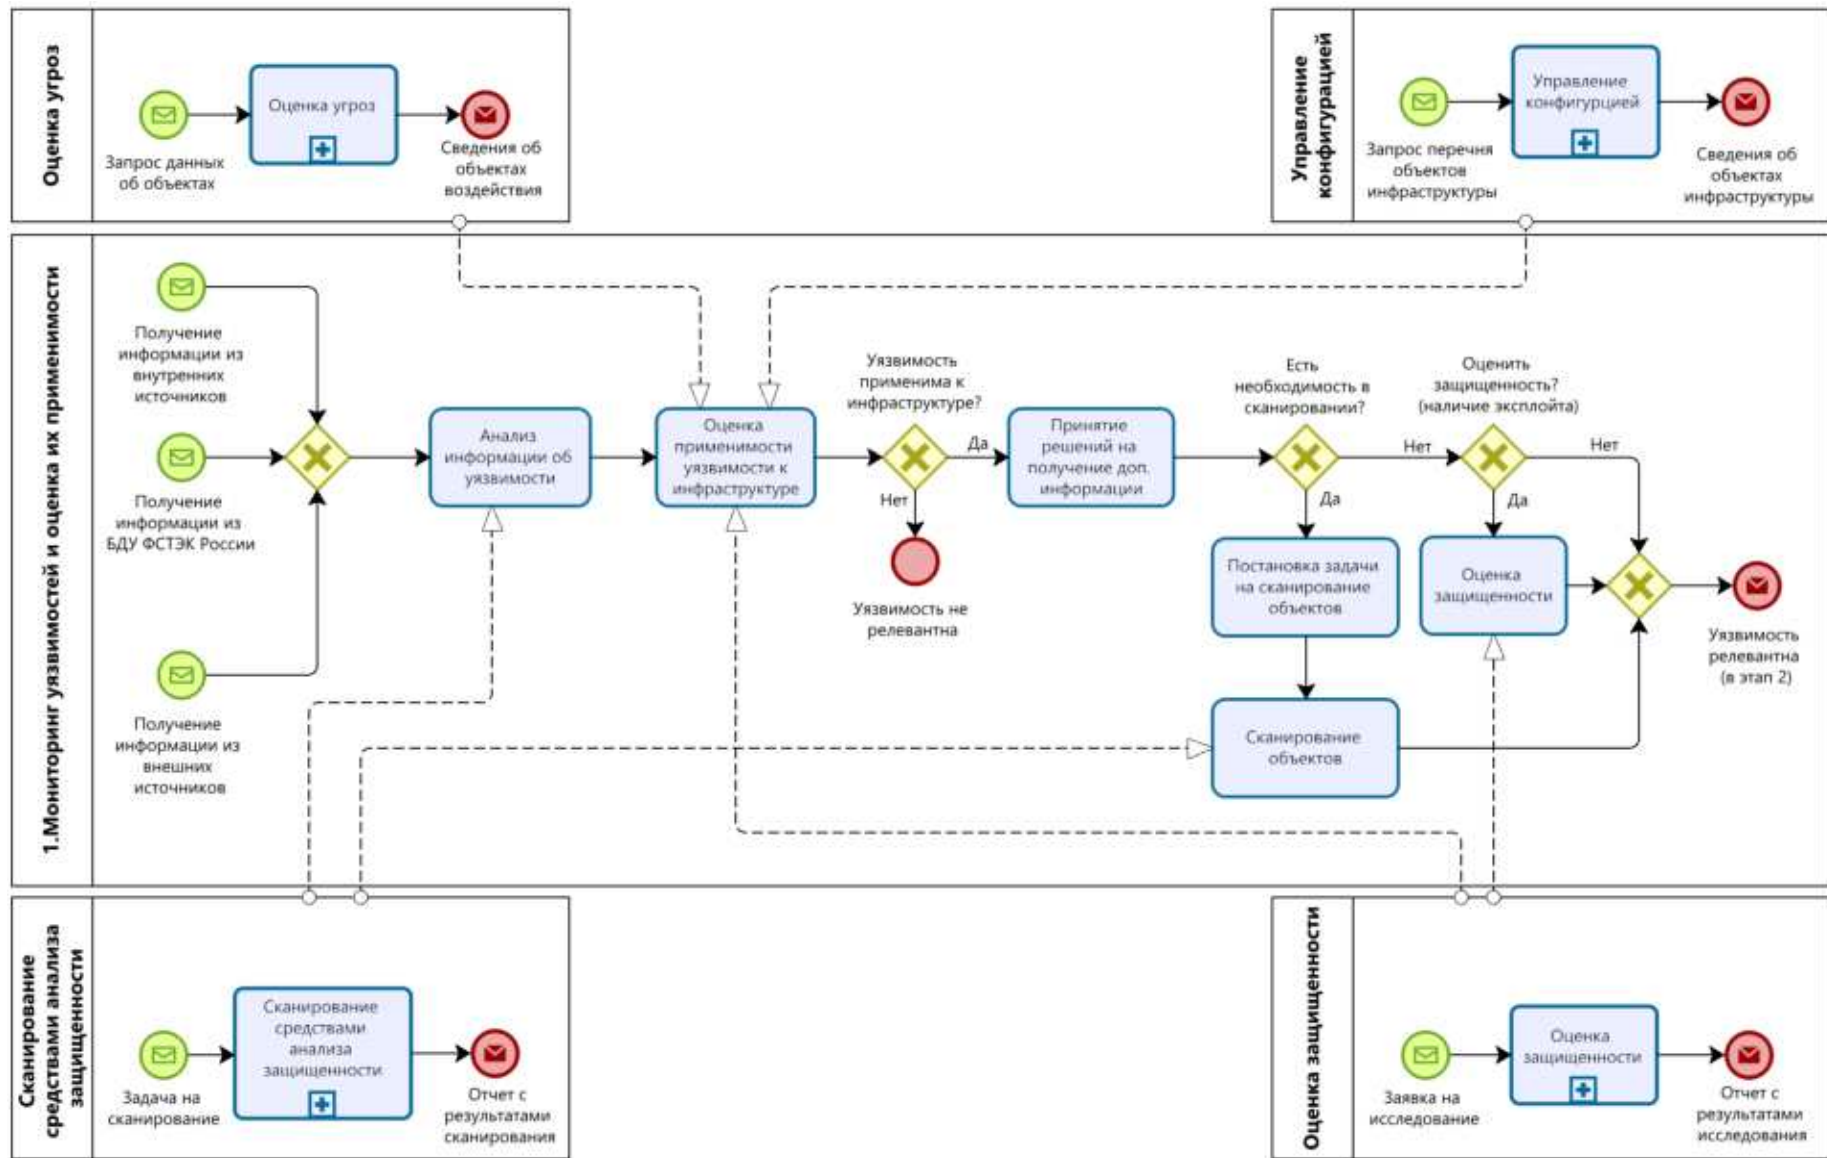 Оценка угроз
Запрос данных
об объектах
Оценка угроз
Сведения об
объектах
воздействия
Управление
конфигурацией
Запрос перечня
объектов
инфраструктуры
Управление
конфигурцией
Сведения об
объектах
инфраструктуры
1.Мониторинг уязвимостей и оценка их применимости
Получение
информации из
внутренних
источников
Получение
информации из
БДУ ФСТЭК России
Получение
информации из
внешних
источников
Анализ
информации об
уязвимости
Оценка
применимости
уязвимости к
инфраструктуре
Уязвимость
применима к
инфраструктуре?
Да
Нет
Уязвимость не
релевантна
Принятие
решений на
получение доп.
информации
Есть
необходимость в
сканировании?
Нет
Да
Постановка задачи
на сканирование
объектов
Сканирование
объектов
Оценить
защищенность?
(наличие эксплойта)
Нет
Да
Оценка
защищенности
Уязвимость
релевантна
(в этап 2)
Сканирование
средствами анализа
защищенности
Задача на
сканирование
Сканирование
средствами
анализа
защищенности
Отчет с
результатами
сканирования
Оценка защищенности
Заявка на
исследование
Оценка
защищенности
Отчет с
результатами
исследования